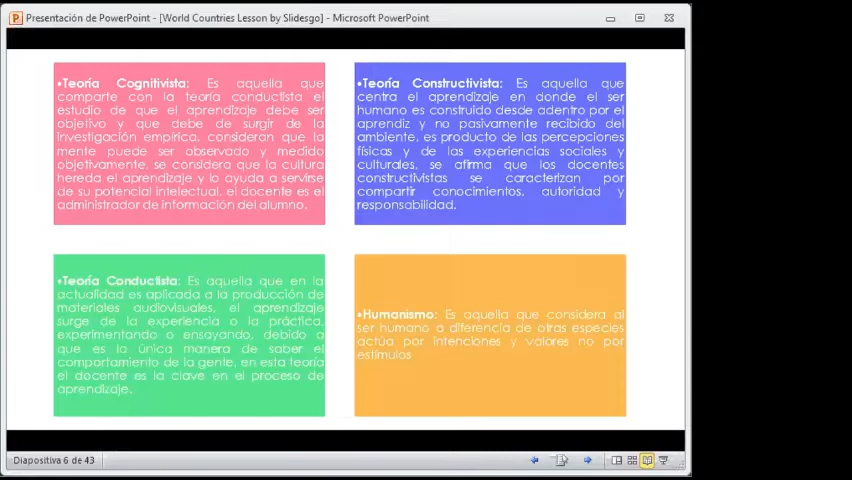 Presentación de PowerPoint - [World Countries Lesson by Slidesgo] - Microsoft PowerPoint
•Teoría Cognitivista: Es aquella que
comparte con la teoría conductista el
estudio de que el aprendizaje debe ser
objetivo y que debe de surgir de la
investigación empírica, consideran que la
mente puede ser observado y medido
objetivamente, se considera que la cultura
hereda el aprendizaje y lo ayuda a servirse
de su potencial intelectual, el docente es el
administrador de información del alumno.
•Teoría Constructivista: Es aquella que
centra el aprendizaje en donde el ser
humano es construido desde adentro por el
aprendiz y no pasivamente recibido del
ambiente, es producto de las percepciones
físicas y de las experiencias sociales y
culturales, se afirma que los docentes
constructivistas se caracterizan por
compartir conocimientos, autoridad y
responsabilidad.
•Teoría Conductista: Es aquella que en la
actualidad es aplicada a la producción de
materiales audiovisuales, el aprendizaje
surge de la experiencia o la práctica,
experimentando o ensayando, debido a
que es la única manera de saber el
comportamiento de la gente, en esta teoría
el docente es la clave en el proceso de
aprendizaje.
•Humanismo: Es aquella que considera al
ser humano a diferencia de otras especies
actúa por intenciones y valores no por
estímulos
Diapositiva 6 de 43